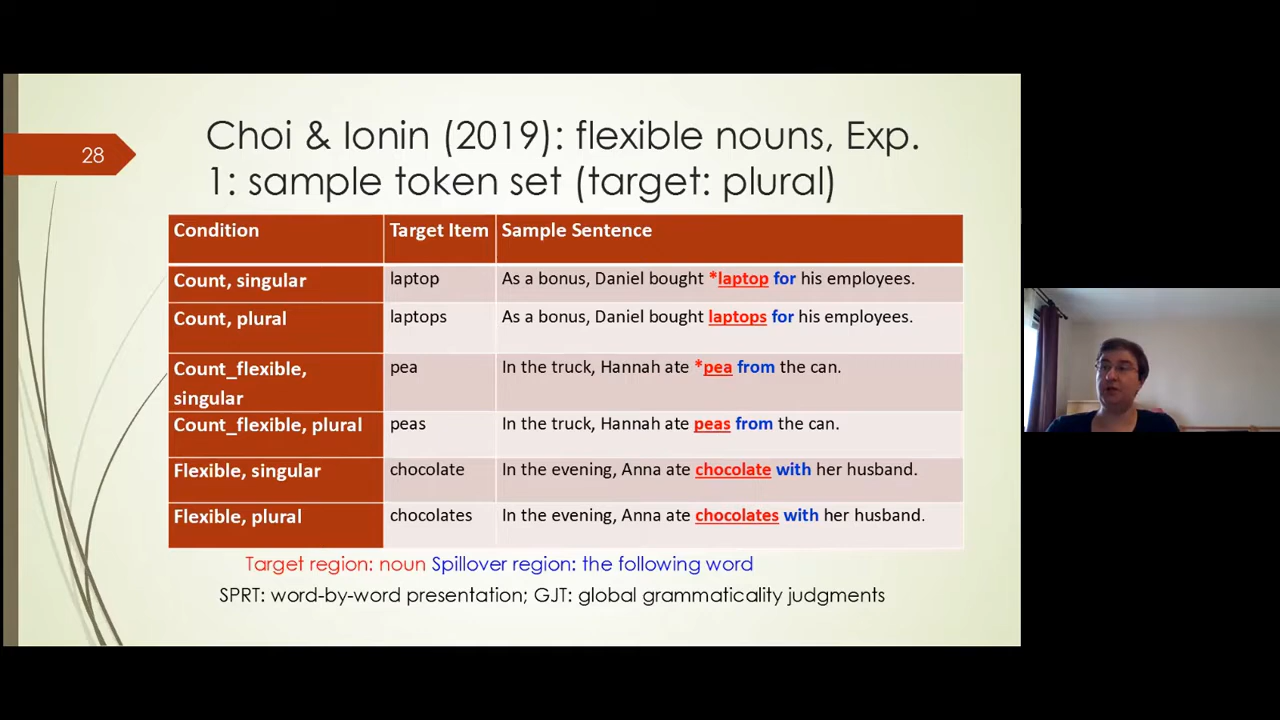 28
Choi & Ionin (2019): flexible nouns, Exp.
1: sample token set (target: plural)
Condition Target Item Sample Sentence
Count, singular laptop As a bonus, Daniel bought *laptop for his employees.
Count, plural laptops As a bonus, Daniel bought laptops for his employees.
Count_flexible, singular pea In the truck, Hannah ate *pea from the can.
Count_flexible, plural peas In the truck, Hannah ate peas from the can.
Flexible, singular chocolate In the evening, Anna ate chocolate with her husband.
Flexible, plural chocolates In the evening, Anna ate chocolates with her husband.
Target region: noun Spillover region: the following word
SPRT: word-by-word presentation; GJT: global grammaticality judgments